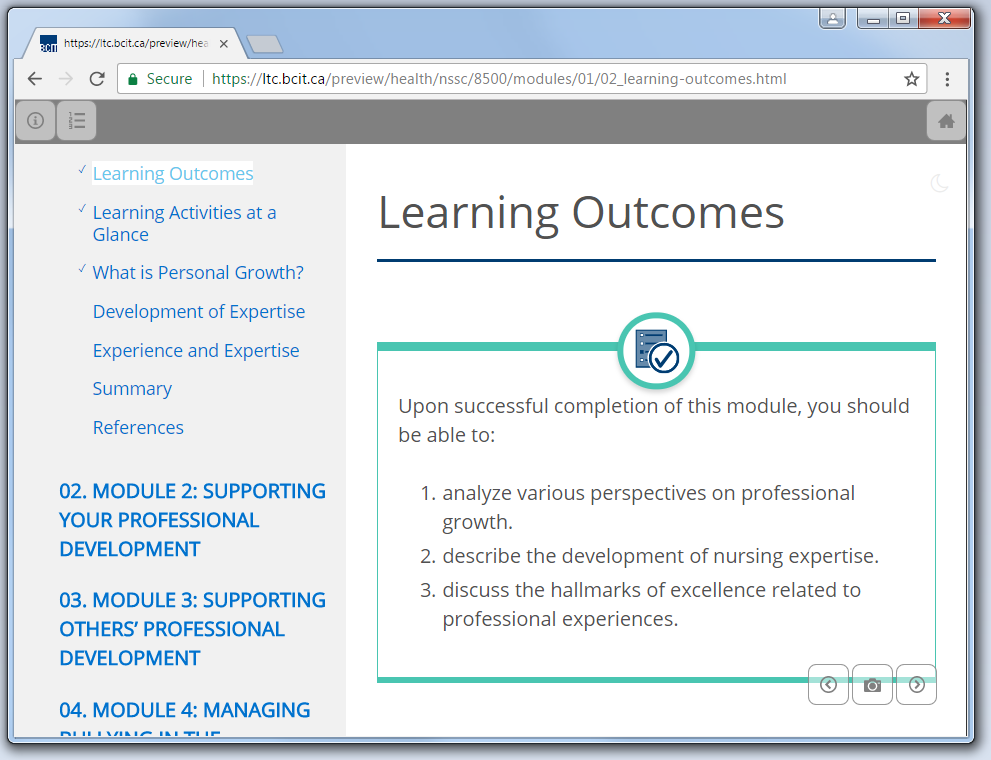 BCIT https://ltc.bcit.ca/preview/hea
Secure https://ltc.bcit.ca/preview/health/nssc/8500/modules/01/02_learning-outcomes.html
Learning Outcomes
Learning Activities at a
Glance
What is Personal Growth?
Development of Expertise
Experience and Expertise
Summary
References
02. MODULE 2: SUPPORTING
YOUR PROFESSIONAL
DEVELOPMENT
03. MODULE 3: SUPPORTING
OTHERS’ PROFESSIONAL
DEVELOPMENT
04. MODULE 4: MANAGING
BULLYING IN THE
Learning Outcomes
Upon successful completion of this module, you should
be able to:
1. analyze various perspectives on professional
growth.
2. describe the development of nursing expertise.
3. discuss the hallmarks of excellence related to
professional experiences.